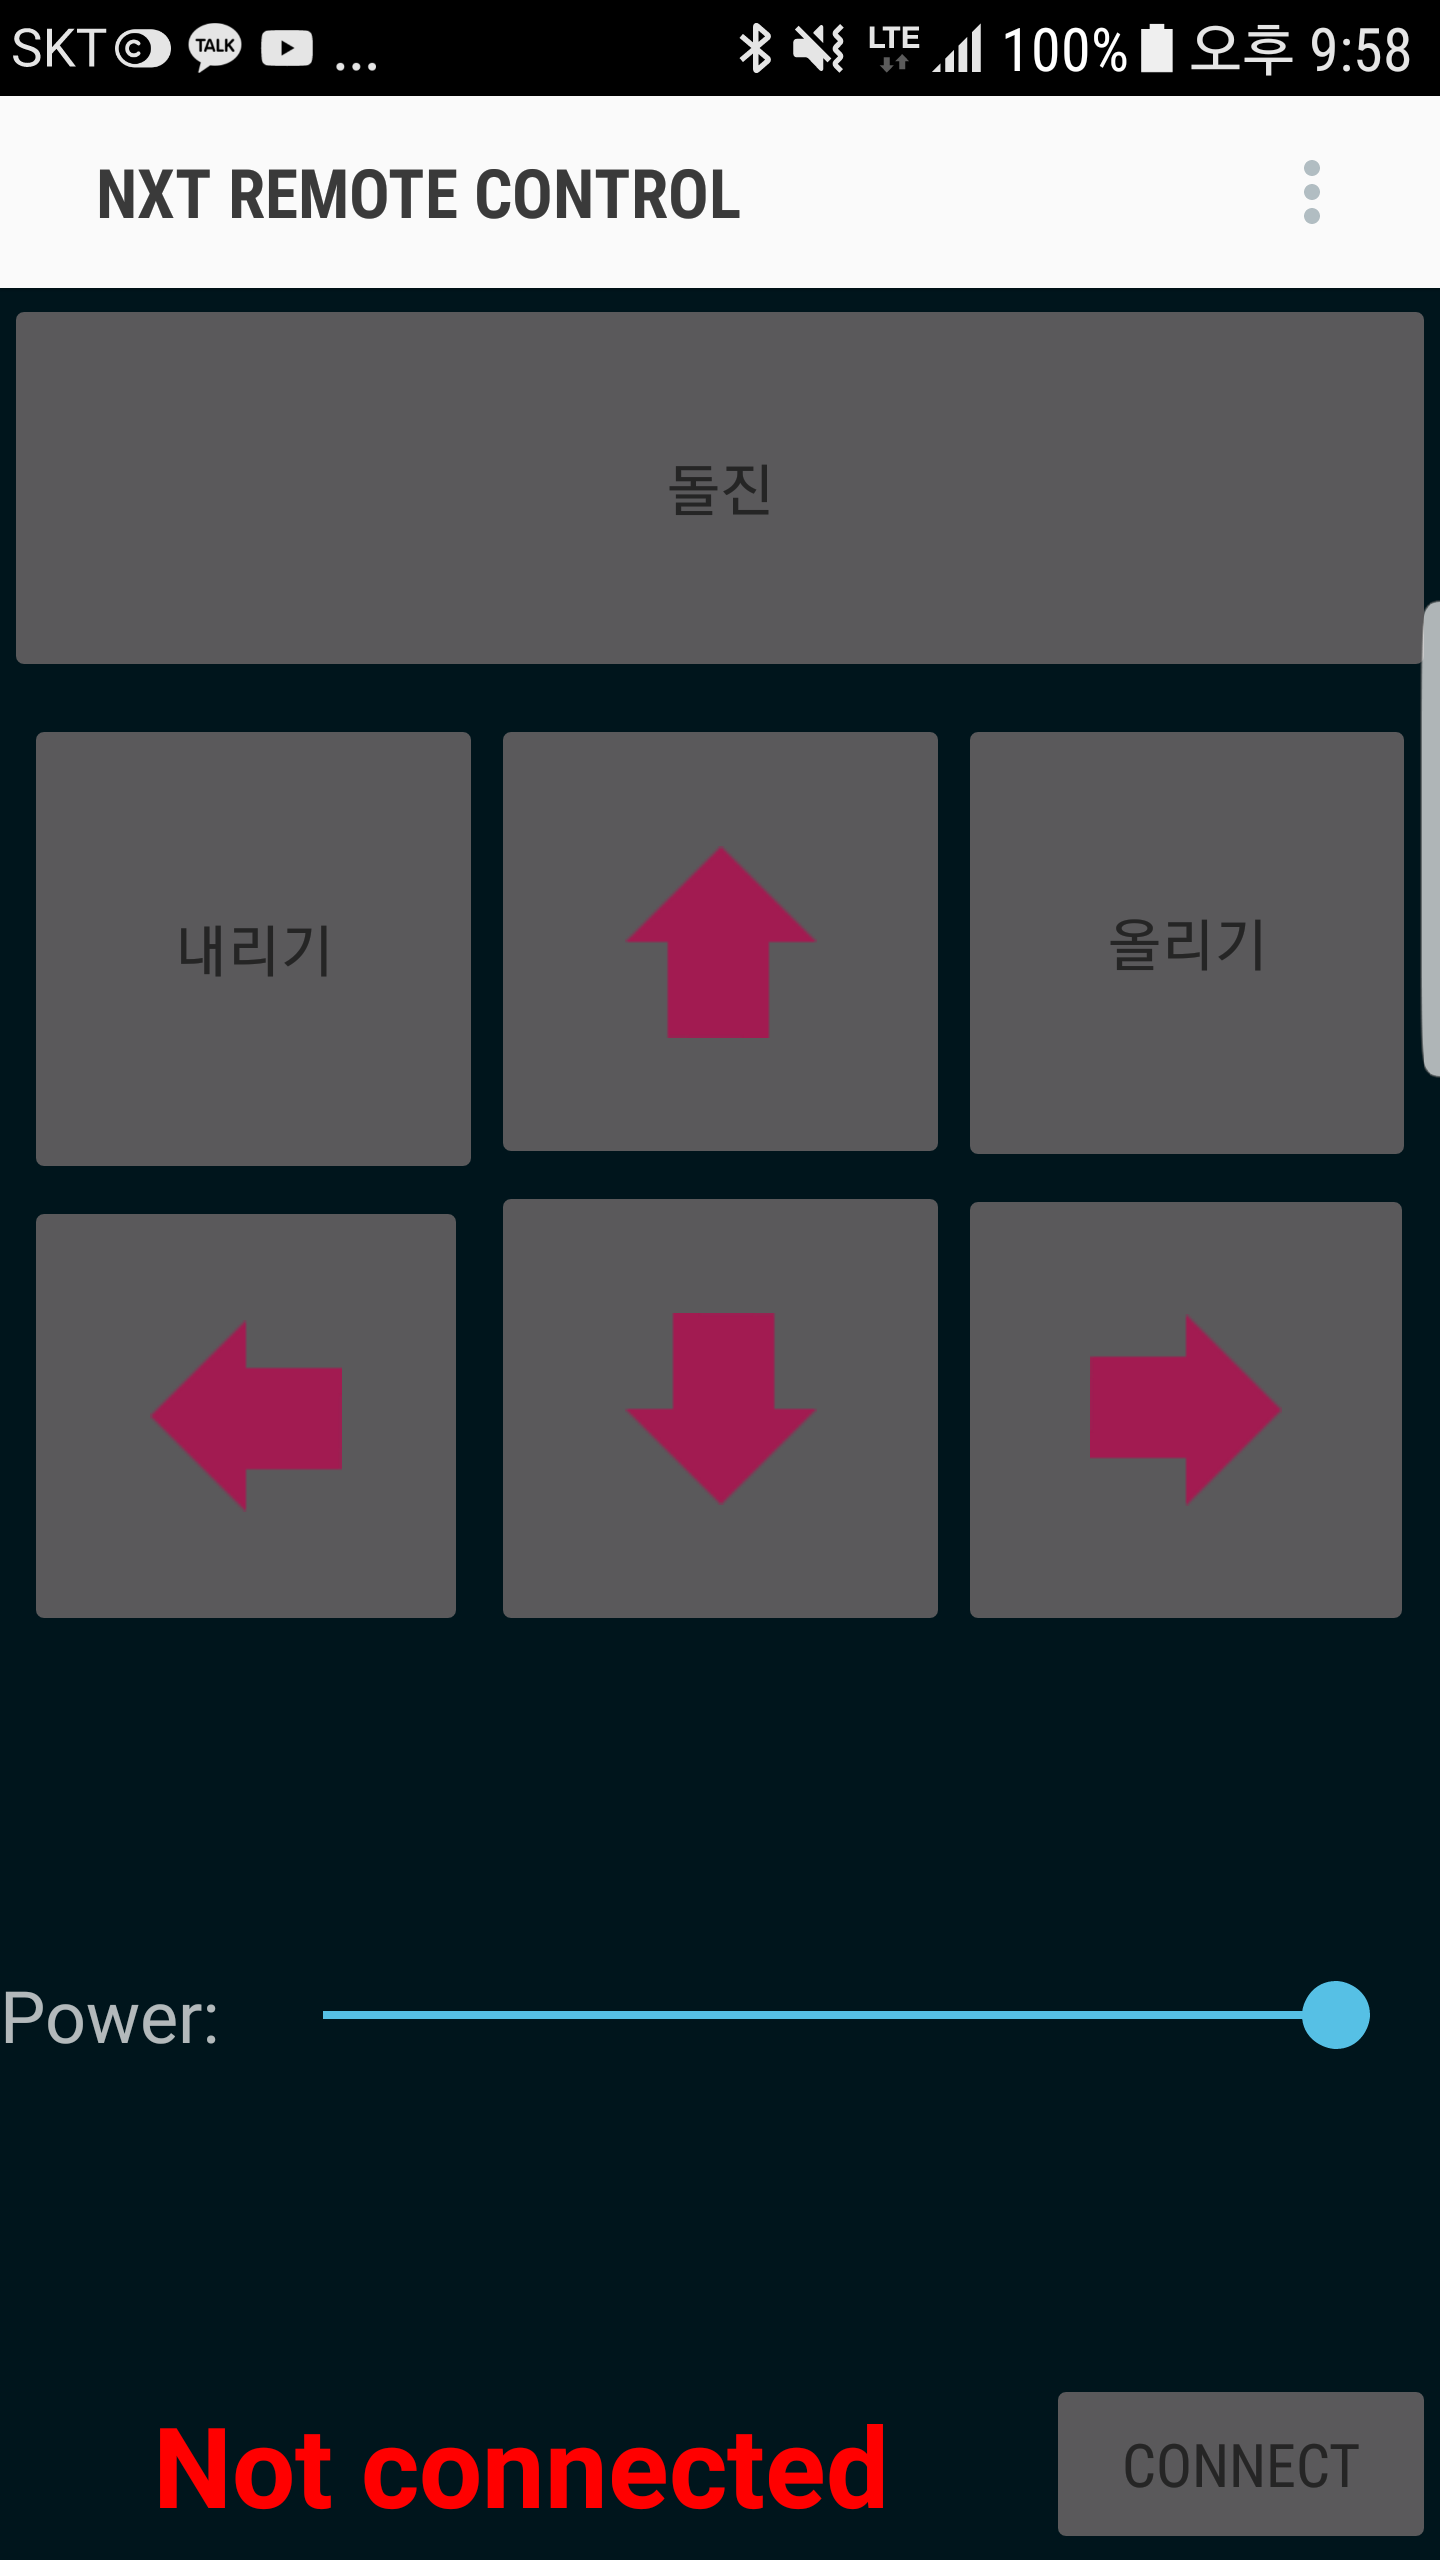 SKT TALK ... LTE 100% 오후 9:58
NXT REMOTE CONTROL
돌진
내리기
올리기
Power:
Not connected
CONNECT